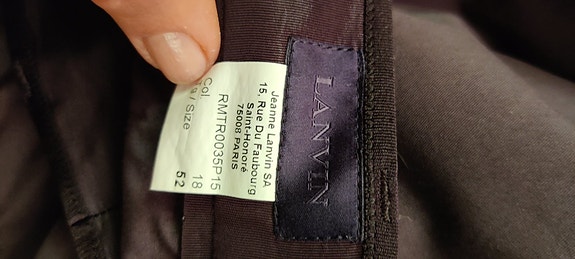 LANVIN
Jeanne Lanvin SA
15, Rue Du Faubourg
Saint-Honoré
75008 PARIS
RMTR0035P15
Col 18
/ Size 52